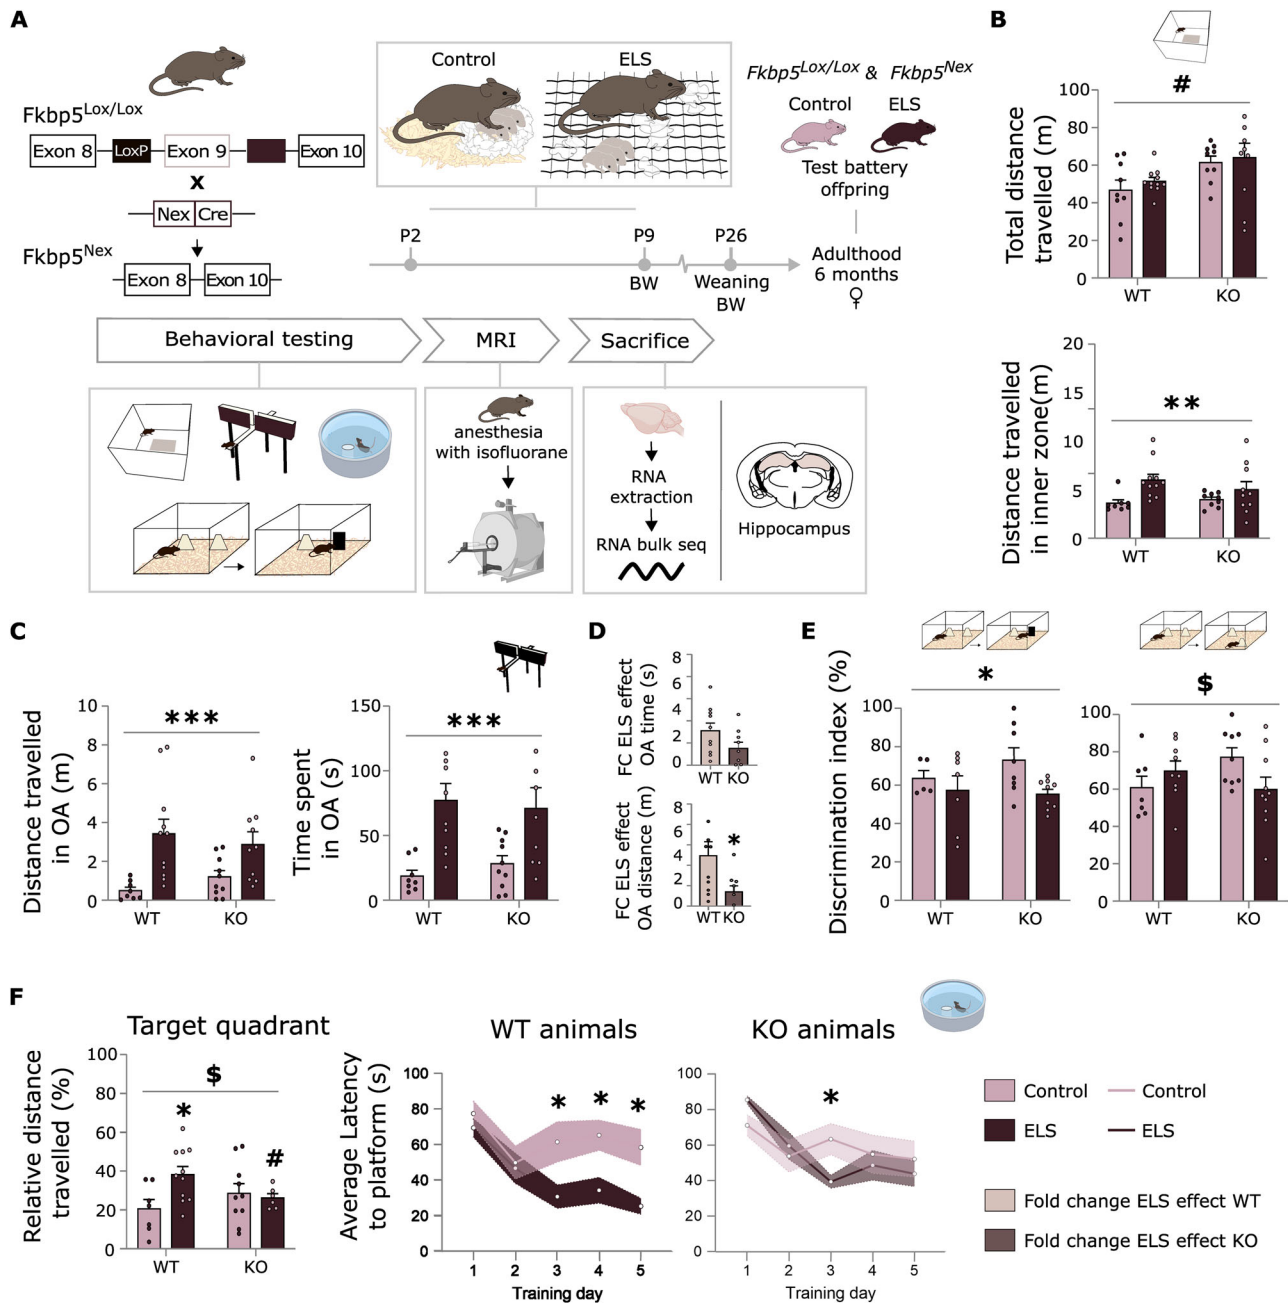 A
Fkbp5Lox/Lox
Exon 8
LoxP
Exon 9
Exon 10
x
Nex
Cre
Fkbp5Nex
Exon 8
Exon 10
Control
ELS
Fkbp5Lox/Lox & Fkbp5Nex
Control
ELS
Test battery
offpring
P2
P9
P26
BW
Weaning
BW
Adulthood
6 months
♀
Behavioral testing
MRI
Sacrifice
anesthesia
with isofluorane
RNA
extraction
RNA bulk seq
Hippocampus
B
Total distance
travelled (m)
100
80
60
40
20
0
#
WT
KO
Distance travelled
in inner zone(m)
20
15
10
5
0
**
WT
KO
C
Distance travelled
in OA (m)
10
8
6
4
2
0
***
WT
KO
Time spent
in OA (s)
150
100
50
0
***
WT
KO
D
FC ELS effect
OA time (s)
8
6
4
2
0
WT
KO
FC ELS effect
OA distance (m)
8
6
4
2
0
*
WT
KO
E
Discrimination index (%)
100
80
60
40
20
0
*
WT
KO
100
80
60
40
20
0
$
WT
KO
F
Target quadrant
Relative distance
travelled (%)
100
80
60
40
20
0
$
*
#
WT
KO
WT animals
Average Latency
to platform (s)
100
80
60
40
20
0
* * *
1 2 3 4 5
Training day
KO animals
100
80
60
40
20
0
*
1 2 3 4 5
Training day
Control
Control
ELS
ELS
Fold change ELS effect WT
Fold change ELS effect KO